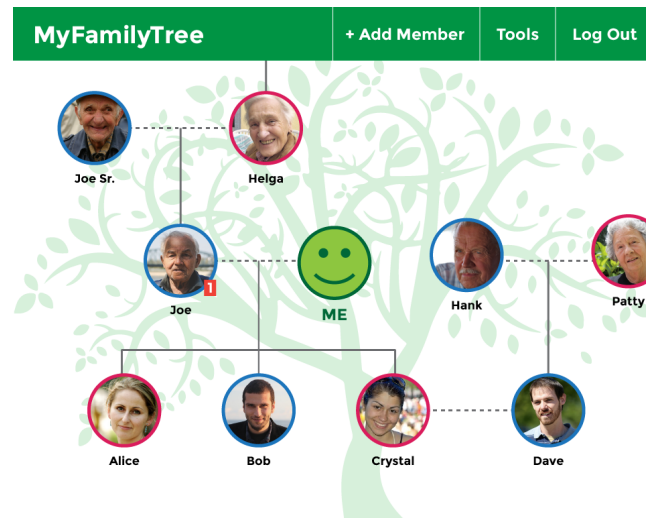 MyFamilyTree
+ Add Member
Tools
Log Out
Joe Sr.
Helga
1
Joe
ME
Hank
Patty
Alice
Bob
Crystal
Dave